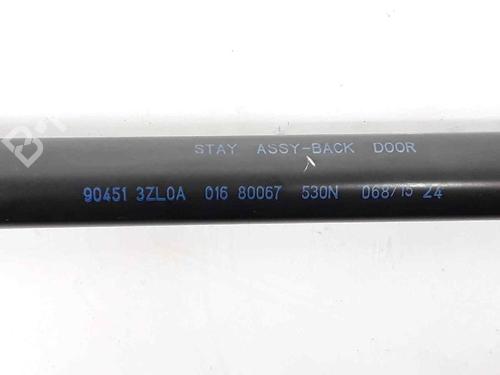 STAY ASSY-BACK DOOR
90451 3ZL0A 016 80067 530N 068/15 24